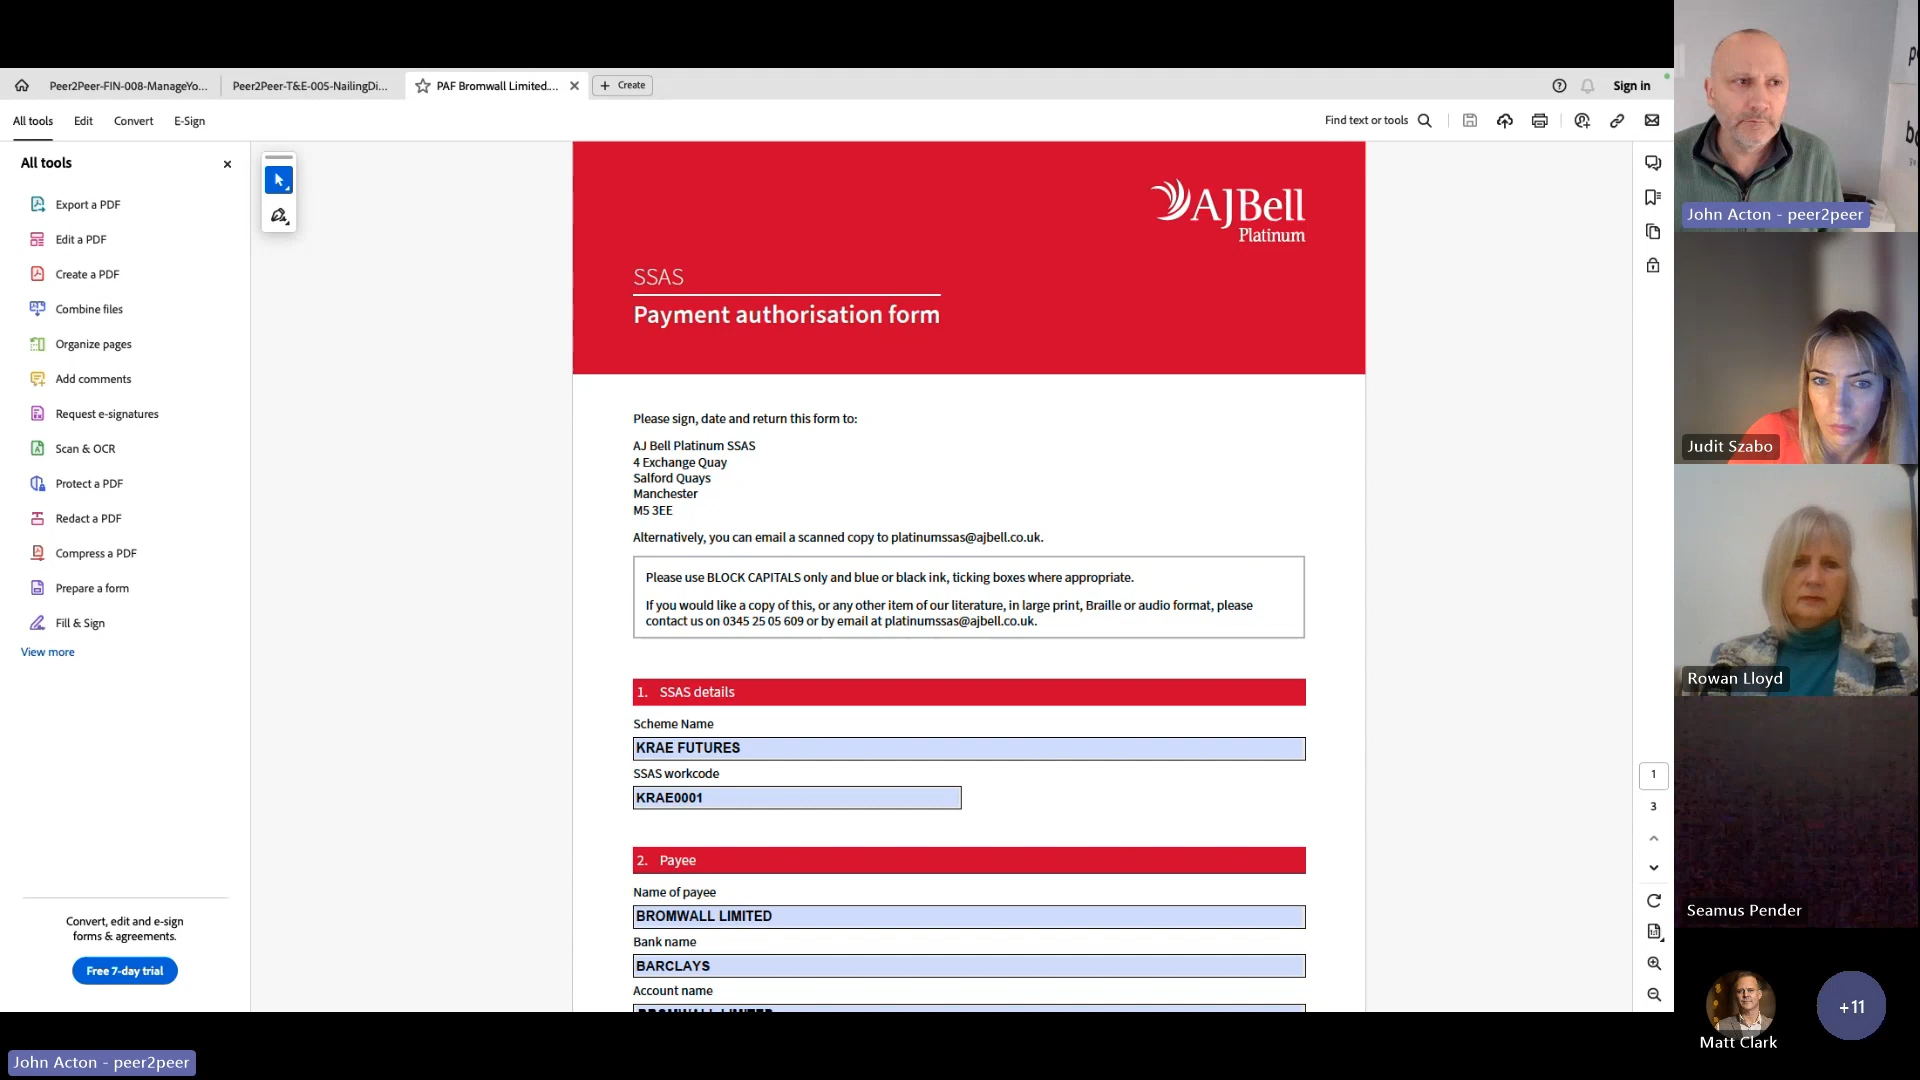 Peer2Peer-FIN-008-ManageYo...
Peer2Peer-T&E-005-NailingDi...
PAF Bromwall Limited....
Create
Sign in
All tools
Edit
Convert
E-Sign
Find text or tools
All tools
Export a PDF
Edit a PDF
Create a PDF
Combine files
Organize pages
Add comments
Request e-signatures
Scan & OCR
Protect a PDF
Redact a PDF
Compress a PDF
Prepare a form
Fill & Sign
View more
Convert, edit and e-sign
forms & agreements.
Free 7-day trial
AJBell
Platinum
SSAS
Payment authorisation form
Please sign, date and return this form to:
AJ Bell Platinum SSAS
4 Exchange Quay
Salford Quays
Manchester
M5 3EE
Alternatively, you can email a scanned copy to platinumssas@ajbell.co.uk.
Please use BLOCK CAPITALS only and blue or black ink, ticking boxes where appropriate.
If you would like a copy of this, or any other item of our literature, in large print, Braille or audio format, please
contact us on 0345 25 05 609 or by email at platinumssas@ajbell.co.uk.
1. SSAS details
Scheme Name
KRAE FUTURES
SSAS workcode
KRAE0001
2. Payee
Name of payee
BROMWALL LIMITED
Bank name
BARCLAYS
Account name
BROMWALL LIMITED
1
3
John Acton - peer2peer
Judit Szabo
Rowan Lloyd
Seamus Pender
Matt Clark
+11
John Acton - peer2peer